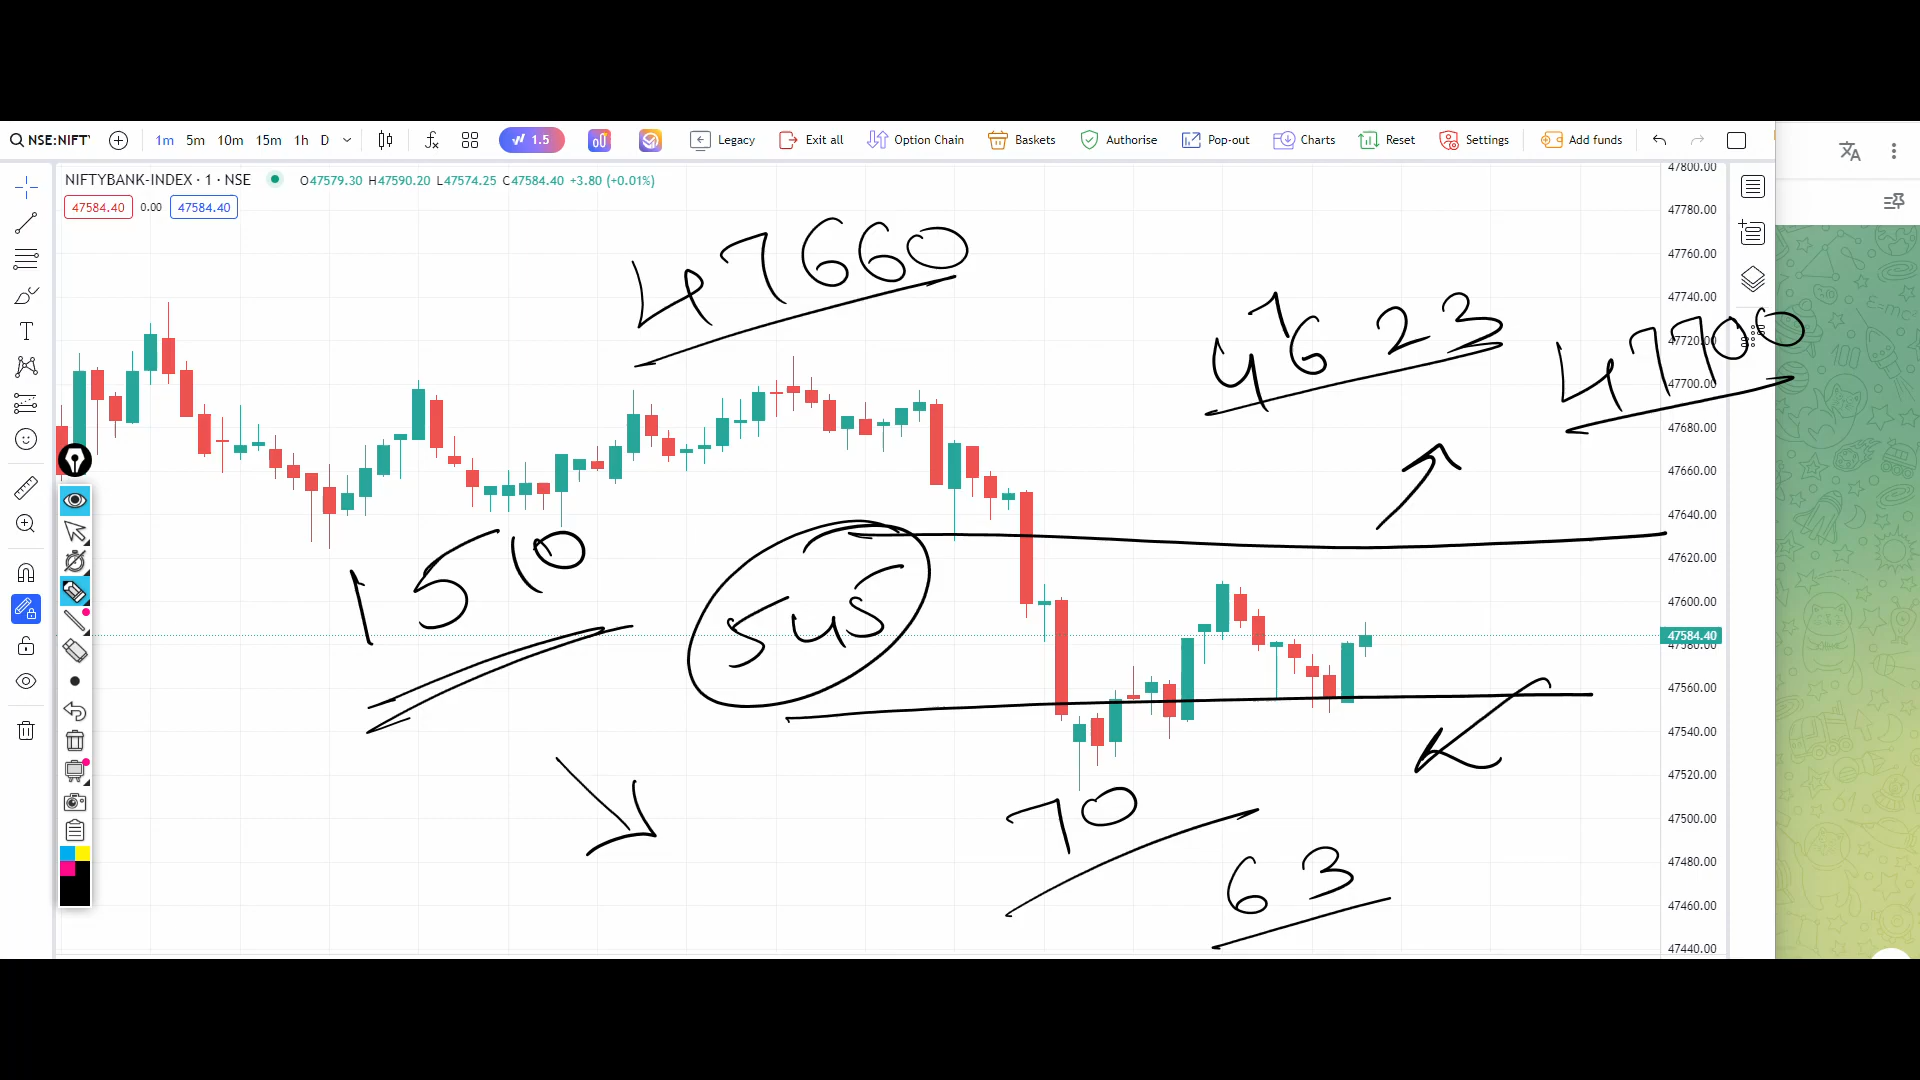 NSE:NIFT
1m 5m 10m 15m 1h D
1.5
Legacy
Exit all
Option Chain
Baskets
Authorise
Pop-out
Charts
Reset
Settings
Add funds
NIFTYBANK-INDEX · 1 · NSE
O47579.30 H47590.20 L47574.25 C47584.40 +3.80 (+0.01%)
47584.40 0.00 47584.40
47660
47623
47700
1510
70
63
T
47800.00
47780.00
47760.00
47740.00
47720.00
47700.00
47680.00
47660.00
47640.00
47620.00
47600.00
47584.40
47580.00
47560.00
47540.00
47520.00
47500.00
47480.00
47460.00
47440.00